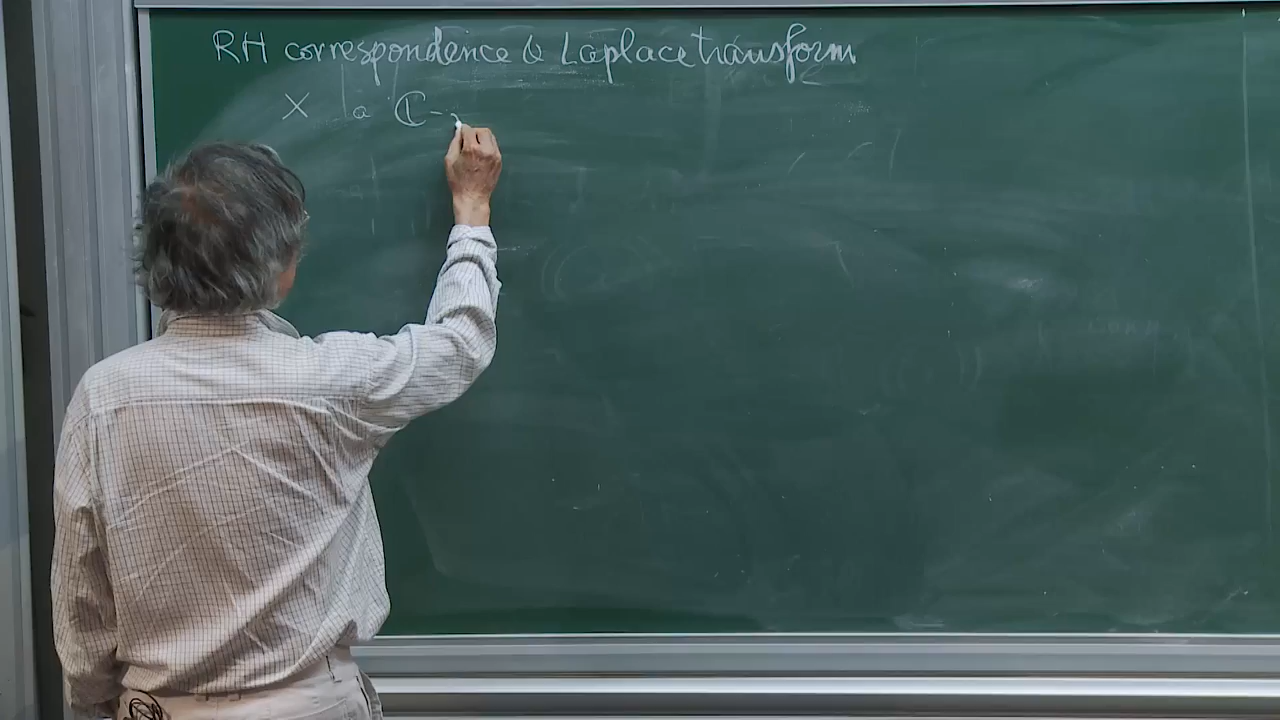 RH correspondence & Laplace transform
X a ℂ-